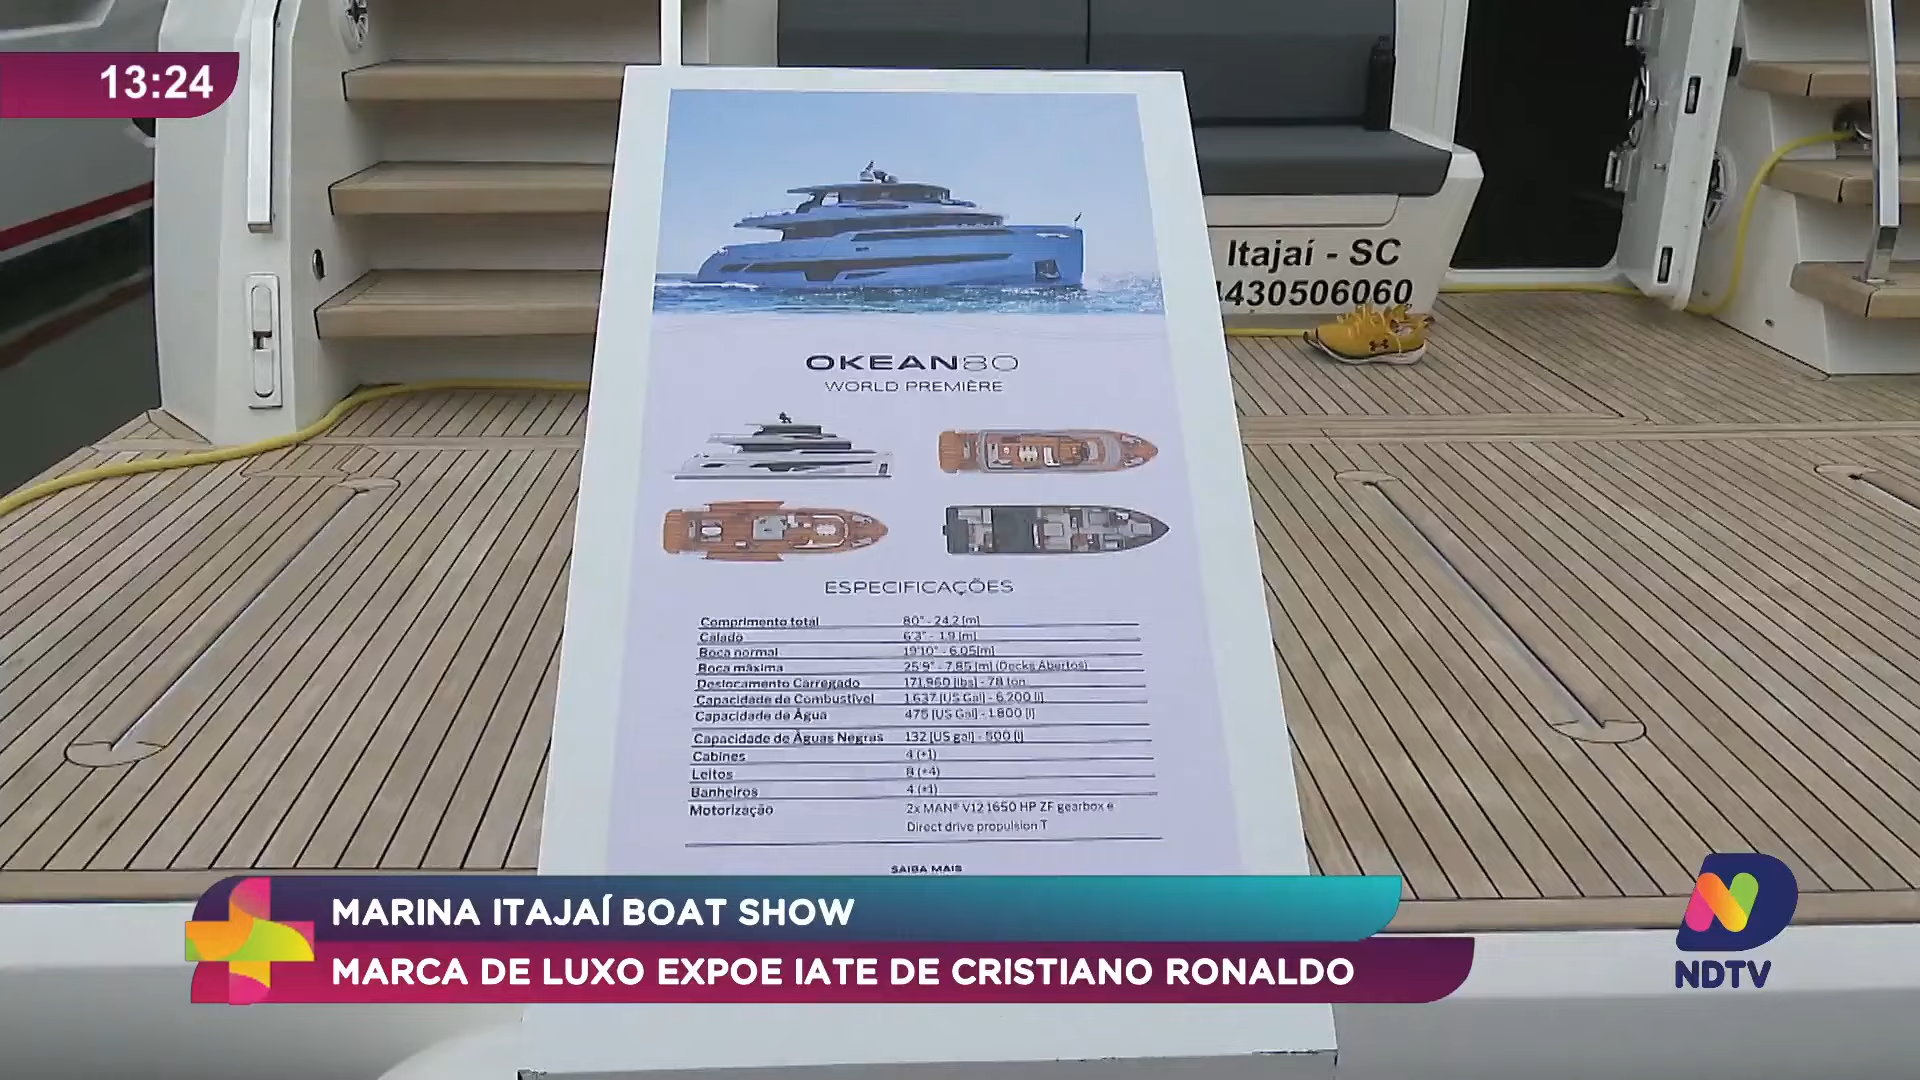 13:24
Itajaí - SC
430506060
OKEAN80
WORLD PREMIÈRE
ESPECIFICAÇÕES
Comprimento total 80" - 24,2 [m]
Calado 6'3" - 1.9 [m]
Boca normal 19'10" - 6.05[m]
Boca máxima 25'9" - 7,85 [m] (Decks Abertos)
Deslocamento Carregado 171.960 [lbs] - 78 ton
Capacidade de Combustível 1.637 [US Gal] - 6.200 [l]
Capacidade de Água 475 [US Gal] - 1.800 [l]
Capacidade de Águas Negras 132 [US gal] - 500 [l]
Cabines 4 (+1)
Leitos 8 (+4)
Banheiros 4 (+1)
Motorização 2x MAN® V12 1650 HP ZF gearbox e
Direct drive propulsion T
SAIBA MAIS
MARINA ITAJAÍ BOAT SHOW
MARCA DE LUXO EXPOE IATE DE CRISTIANO RONALDO
NDTV